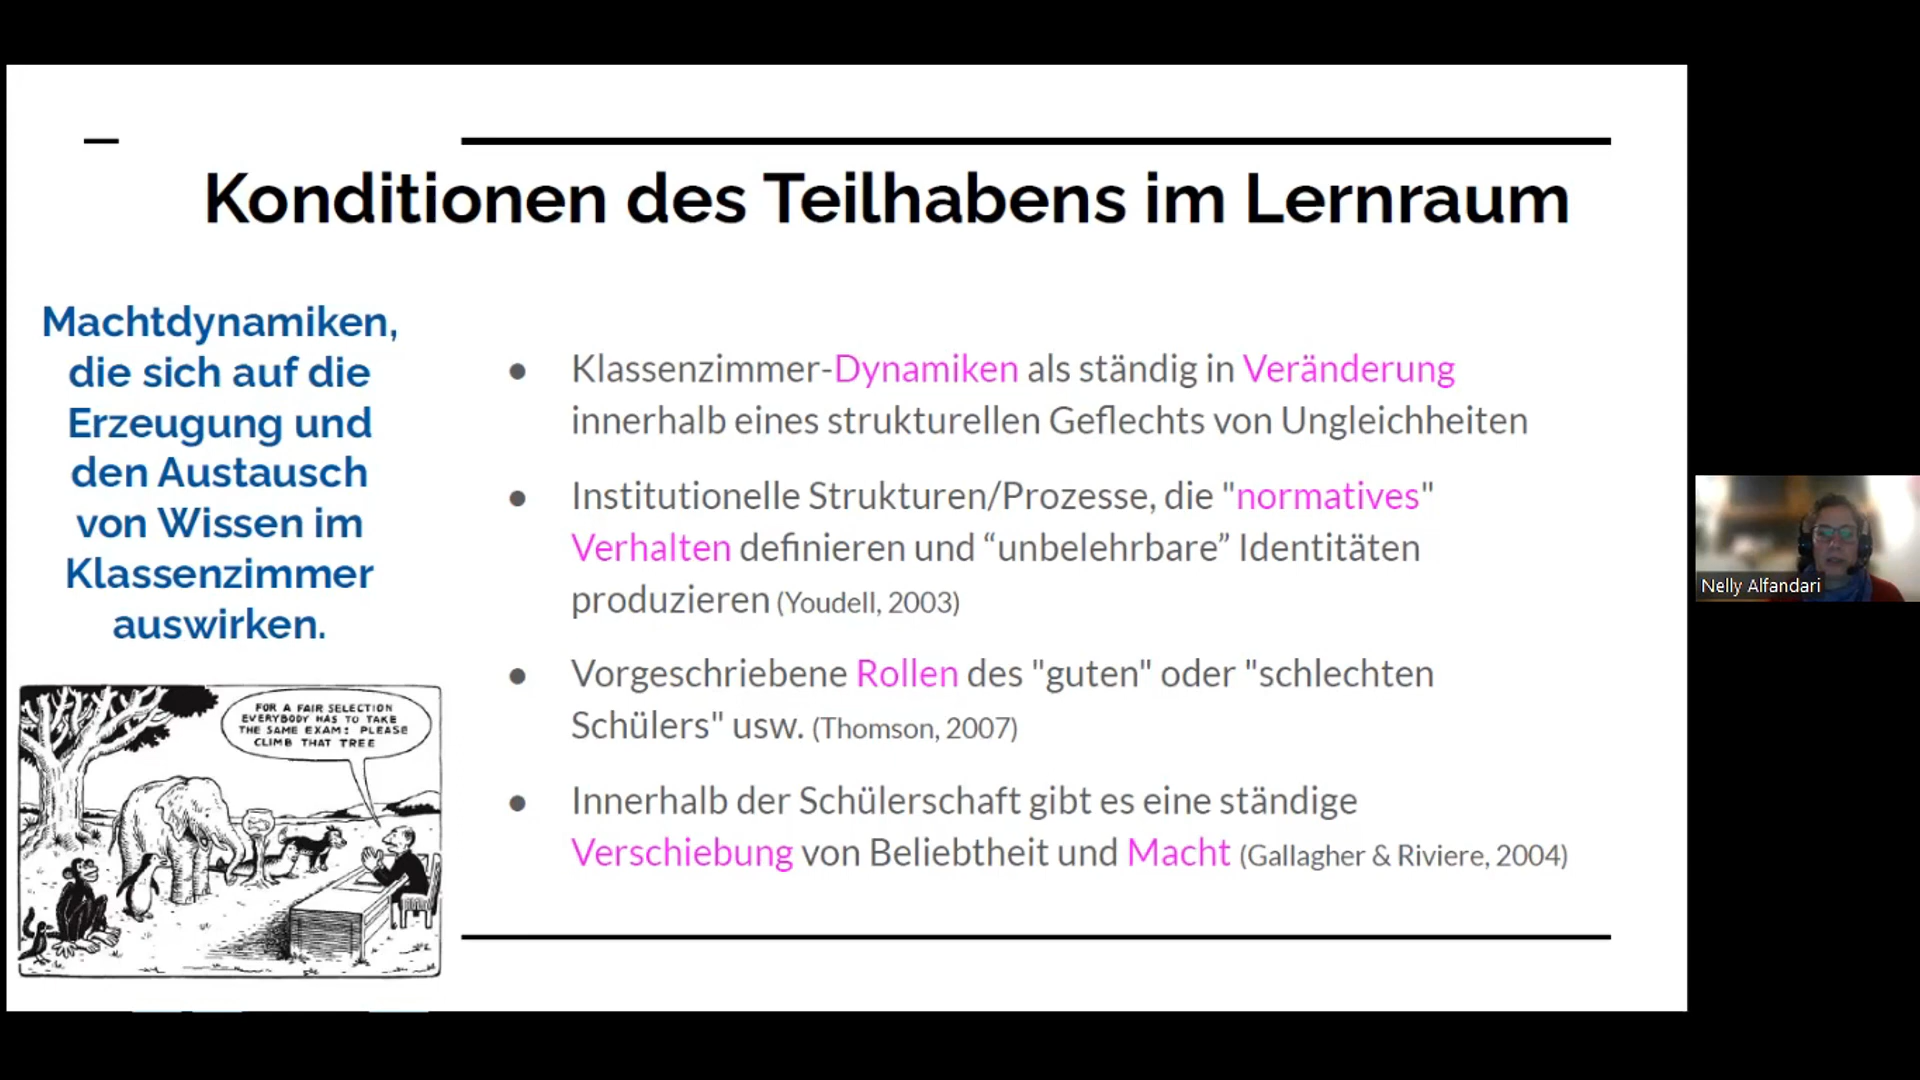 Konditionen des Teilhabens im Lernraum
Machtdynamiken,
die sich auf die
Erzeugung und
den Austausch
von Wissen im
Klassenzimmer
auswirken.
FOR A FAIR SELECTION
EVERYBODY HAS TO TAKE
THE SAME EXAM: PLEASE
CLIMB THAT TREE
● Klassenzimmer-Dynamiken als ständig in Veränderung
innerhalb eines strukturellen Geflechts von Ungleichheiten
● Institutionelle Strukturen/Prozesse, die "normatives"
Verhalten definieren und “unbelehrbare” Identitäten
produzieren (Youdell, 2003)
● Vorgeschriebene Rollen des "guten" oder "schlechten
Schülers" usw. (Thomson, 2007)
● Innerhalb der Schülerschaft gibt es eine ständige
Verschiebung von Beliebtheit und Macht (Gallagher & Riviere, 2004)
Nelly Alfandari